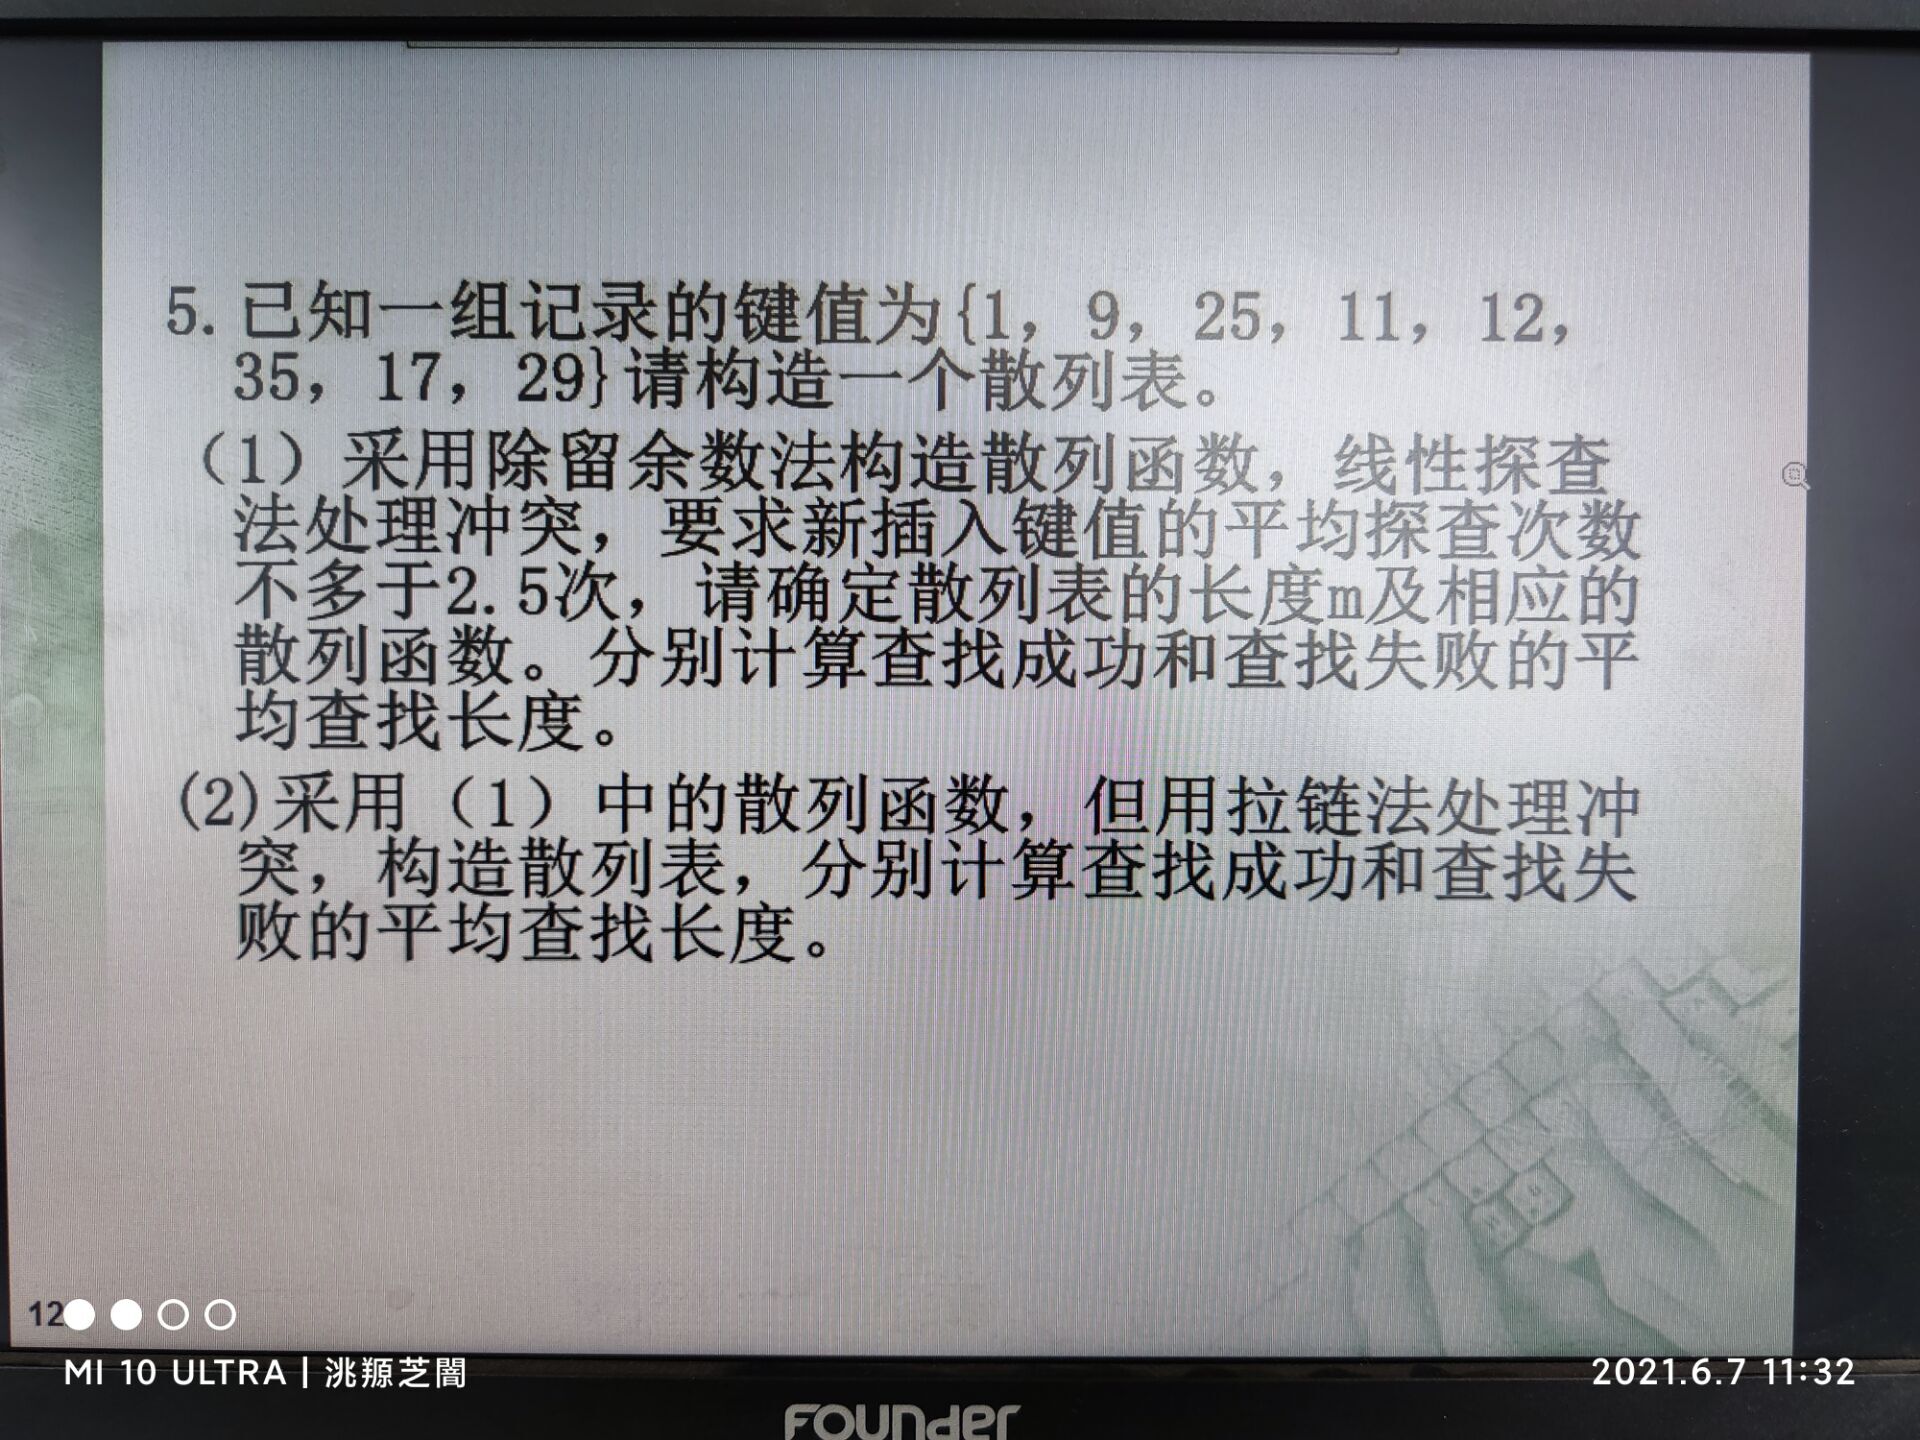 5.已知一组记录的键值为{1，9，25，11，12，
35，17，29}请构造一个散列表。
（1）采用除留余数法构造散列函数，线性探查
法处理冲突，要求新插入键值的平均探查次数
不多于2.5次，请确定散列表的长度m及相应的
散列函数。分别计算查找成功和查找失败的平
均查找长度。
(2)采用（1）中的散列函数，但用拉链法处理冲
突，构造散列表，分别计算查找成功和查找失
败的平均查找长度。
12
MI 10 ULTRA | 洮羱芝闇
2021.6.7 11:32
FOUNDER